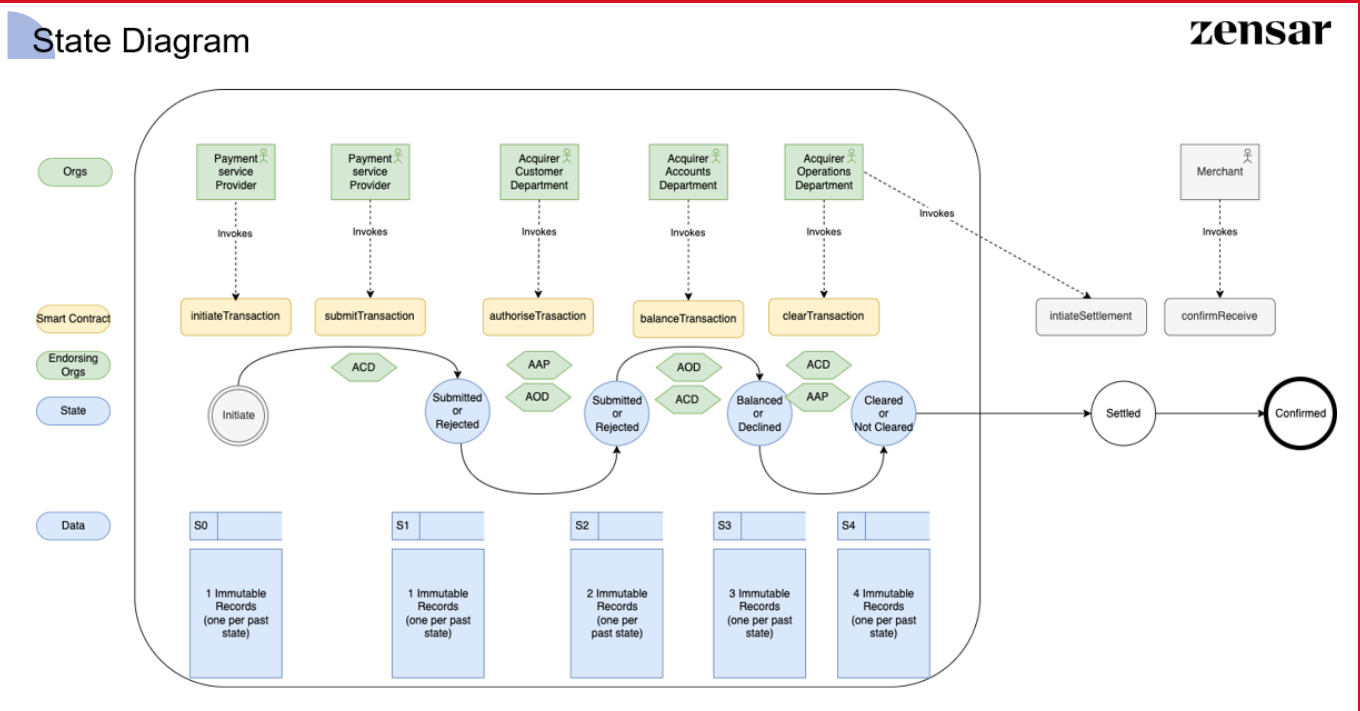 State Diagram
zensar
Orgs
Payment
service
Provider
Payment
service
Provider
Acquirer
Customer
Department
Acquirer
Accounts
Department
Acquirer
Operations
Department
Merchant
Invokes
Invokes
Invokes
Invokes
Invokes
Invokes
Invokes
Smart Contract
initiateTransaction
submitTransaction
authoriseTrasaction
balanceTransaction
clearTransaction
intiateSettlement
confirmReceive
Endorsing
Orgs
ACD
AAP
AOD
AOD
ACD
ACD
AAP
State
Initiate
Submitted
or
Rejected
Submitted
or
Rejected
Balanced
or
Declined
Cleared
or
Not Cleared
Settled
Confirmed
Data
S0
S1
S2
S3
S4
1 Immutable
Records
(one per past
state)
1 Immutable
Records
(one per past
state)
2 Immutable
Records
(one per
past state)
3 Immutable
Records
(one per past
state)
4 Immutable
Records
(one per past
state)